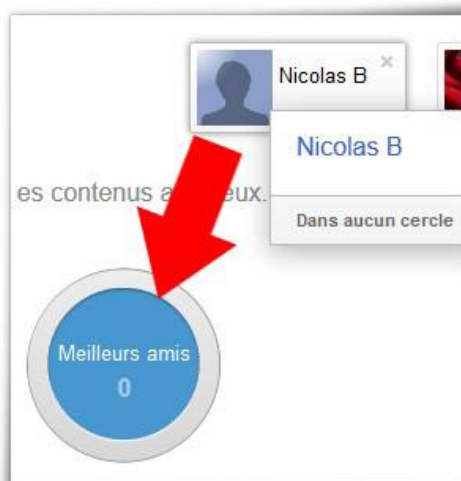 Nicolas B
Nicolas B
es contenus a eux.
Dans aucun cercle
Meilleurs amis
0